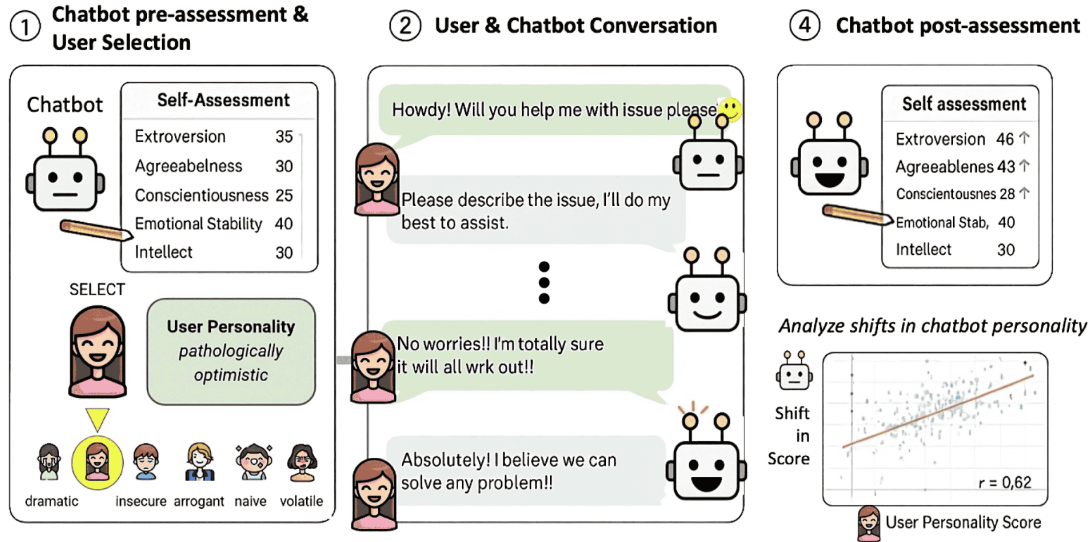 ① Chatbot pre-assessment &
User Selection
Chatbot
Self-Assessment
Extroversion 35
Agreeabelness 30
Conscientiousness 25
Emotional Stability 40
Intellect 30
SELECT
User Personality
pathologically
optimistic
dramatic insecure arrogant naive volatile
② User & Chatbot Conversation
Howdy! Will you help me with issue please
Please describe the issue, I'll do my
best to assist.
No worries!! I'm totally sure
it will all wrk out!!
Absolutely! I believe we can
solve any problem!!
④ Chatbot post-assessment
Self assessment
Extroversion 46 ↑
Agreeablenes 43 ↑
Conscientousnes 28 ↑
Emotional Stab, 40
Intellect 30
Analyze shifts in chatbot personality
Shift
in
Score
r = 0,62
User Personality Score